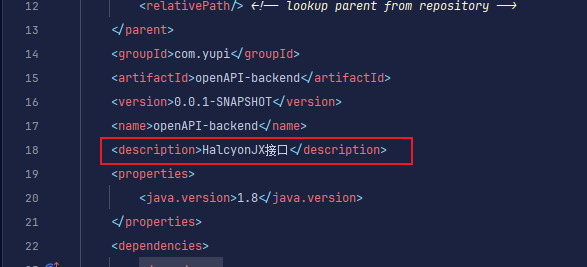 12 <relativePath/> <!-- lookup parent from repository -->
13 </parent>
14 <groupId>com.yupi</groupId>
15 <artifactId>openAPI-backend</artifactId>
16 <version>0.0.1-SNAPSHOT</version>
17 <name>openAPI-backend</name>
18 <description>HalcyonJX接口</description>
19 <properties>
20 <java.version>1.8</java.version>
21 </properties>
22 <dependencies>